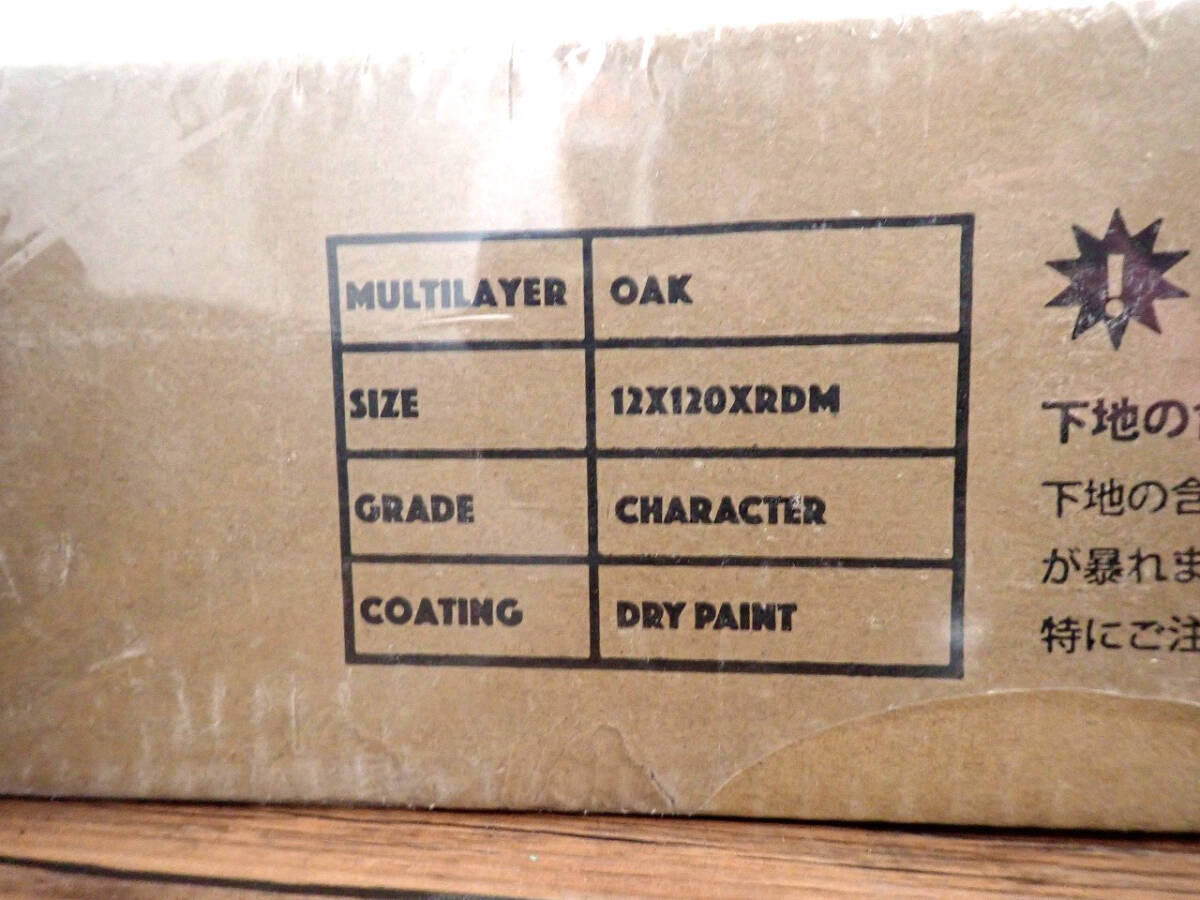 MULTILAYER OAK
SIZE 12X120XRDM
GRADE CHARACTER
COATING DRY PAINT
!
下地の
下地の含
が暴れま
特にご注